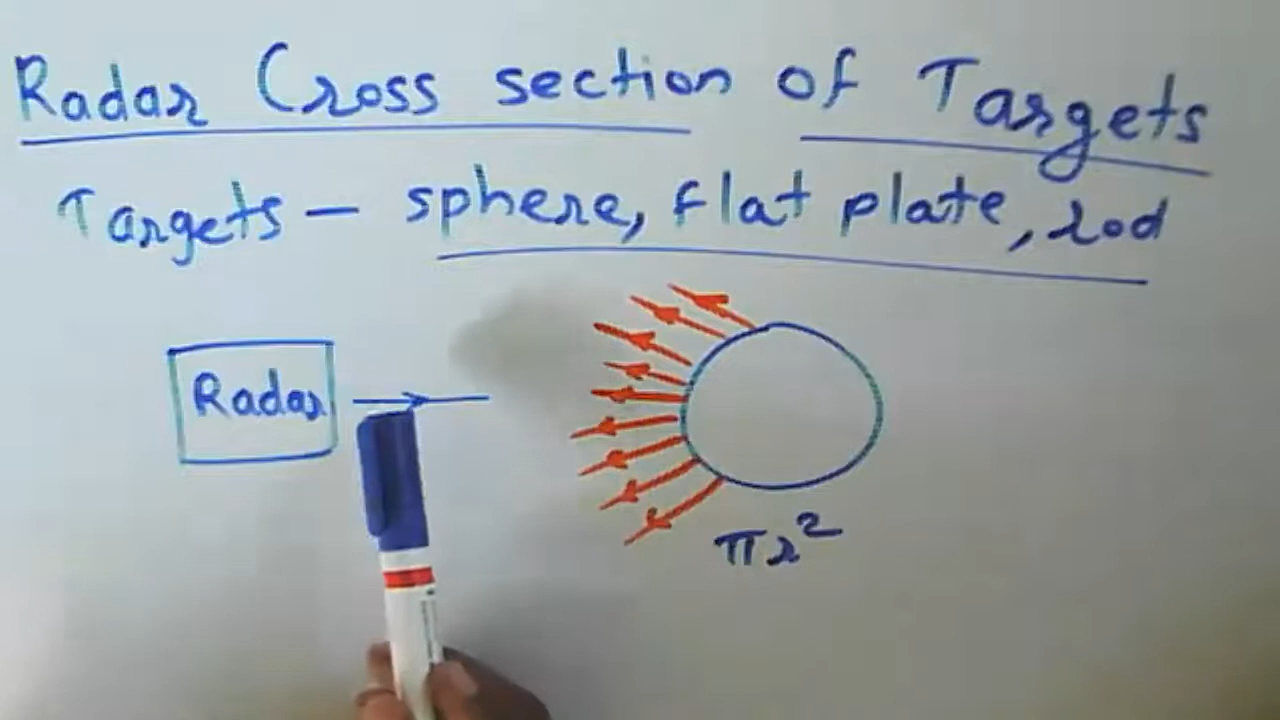 Radar Cross section of Targets
Targets - sphere, flat plate, rod
Radar
πr²